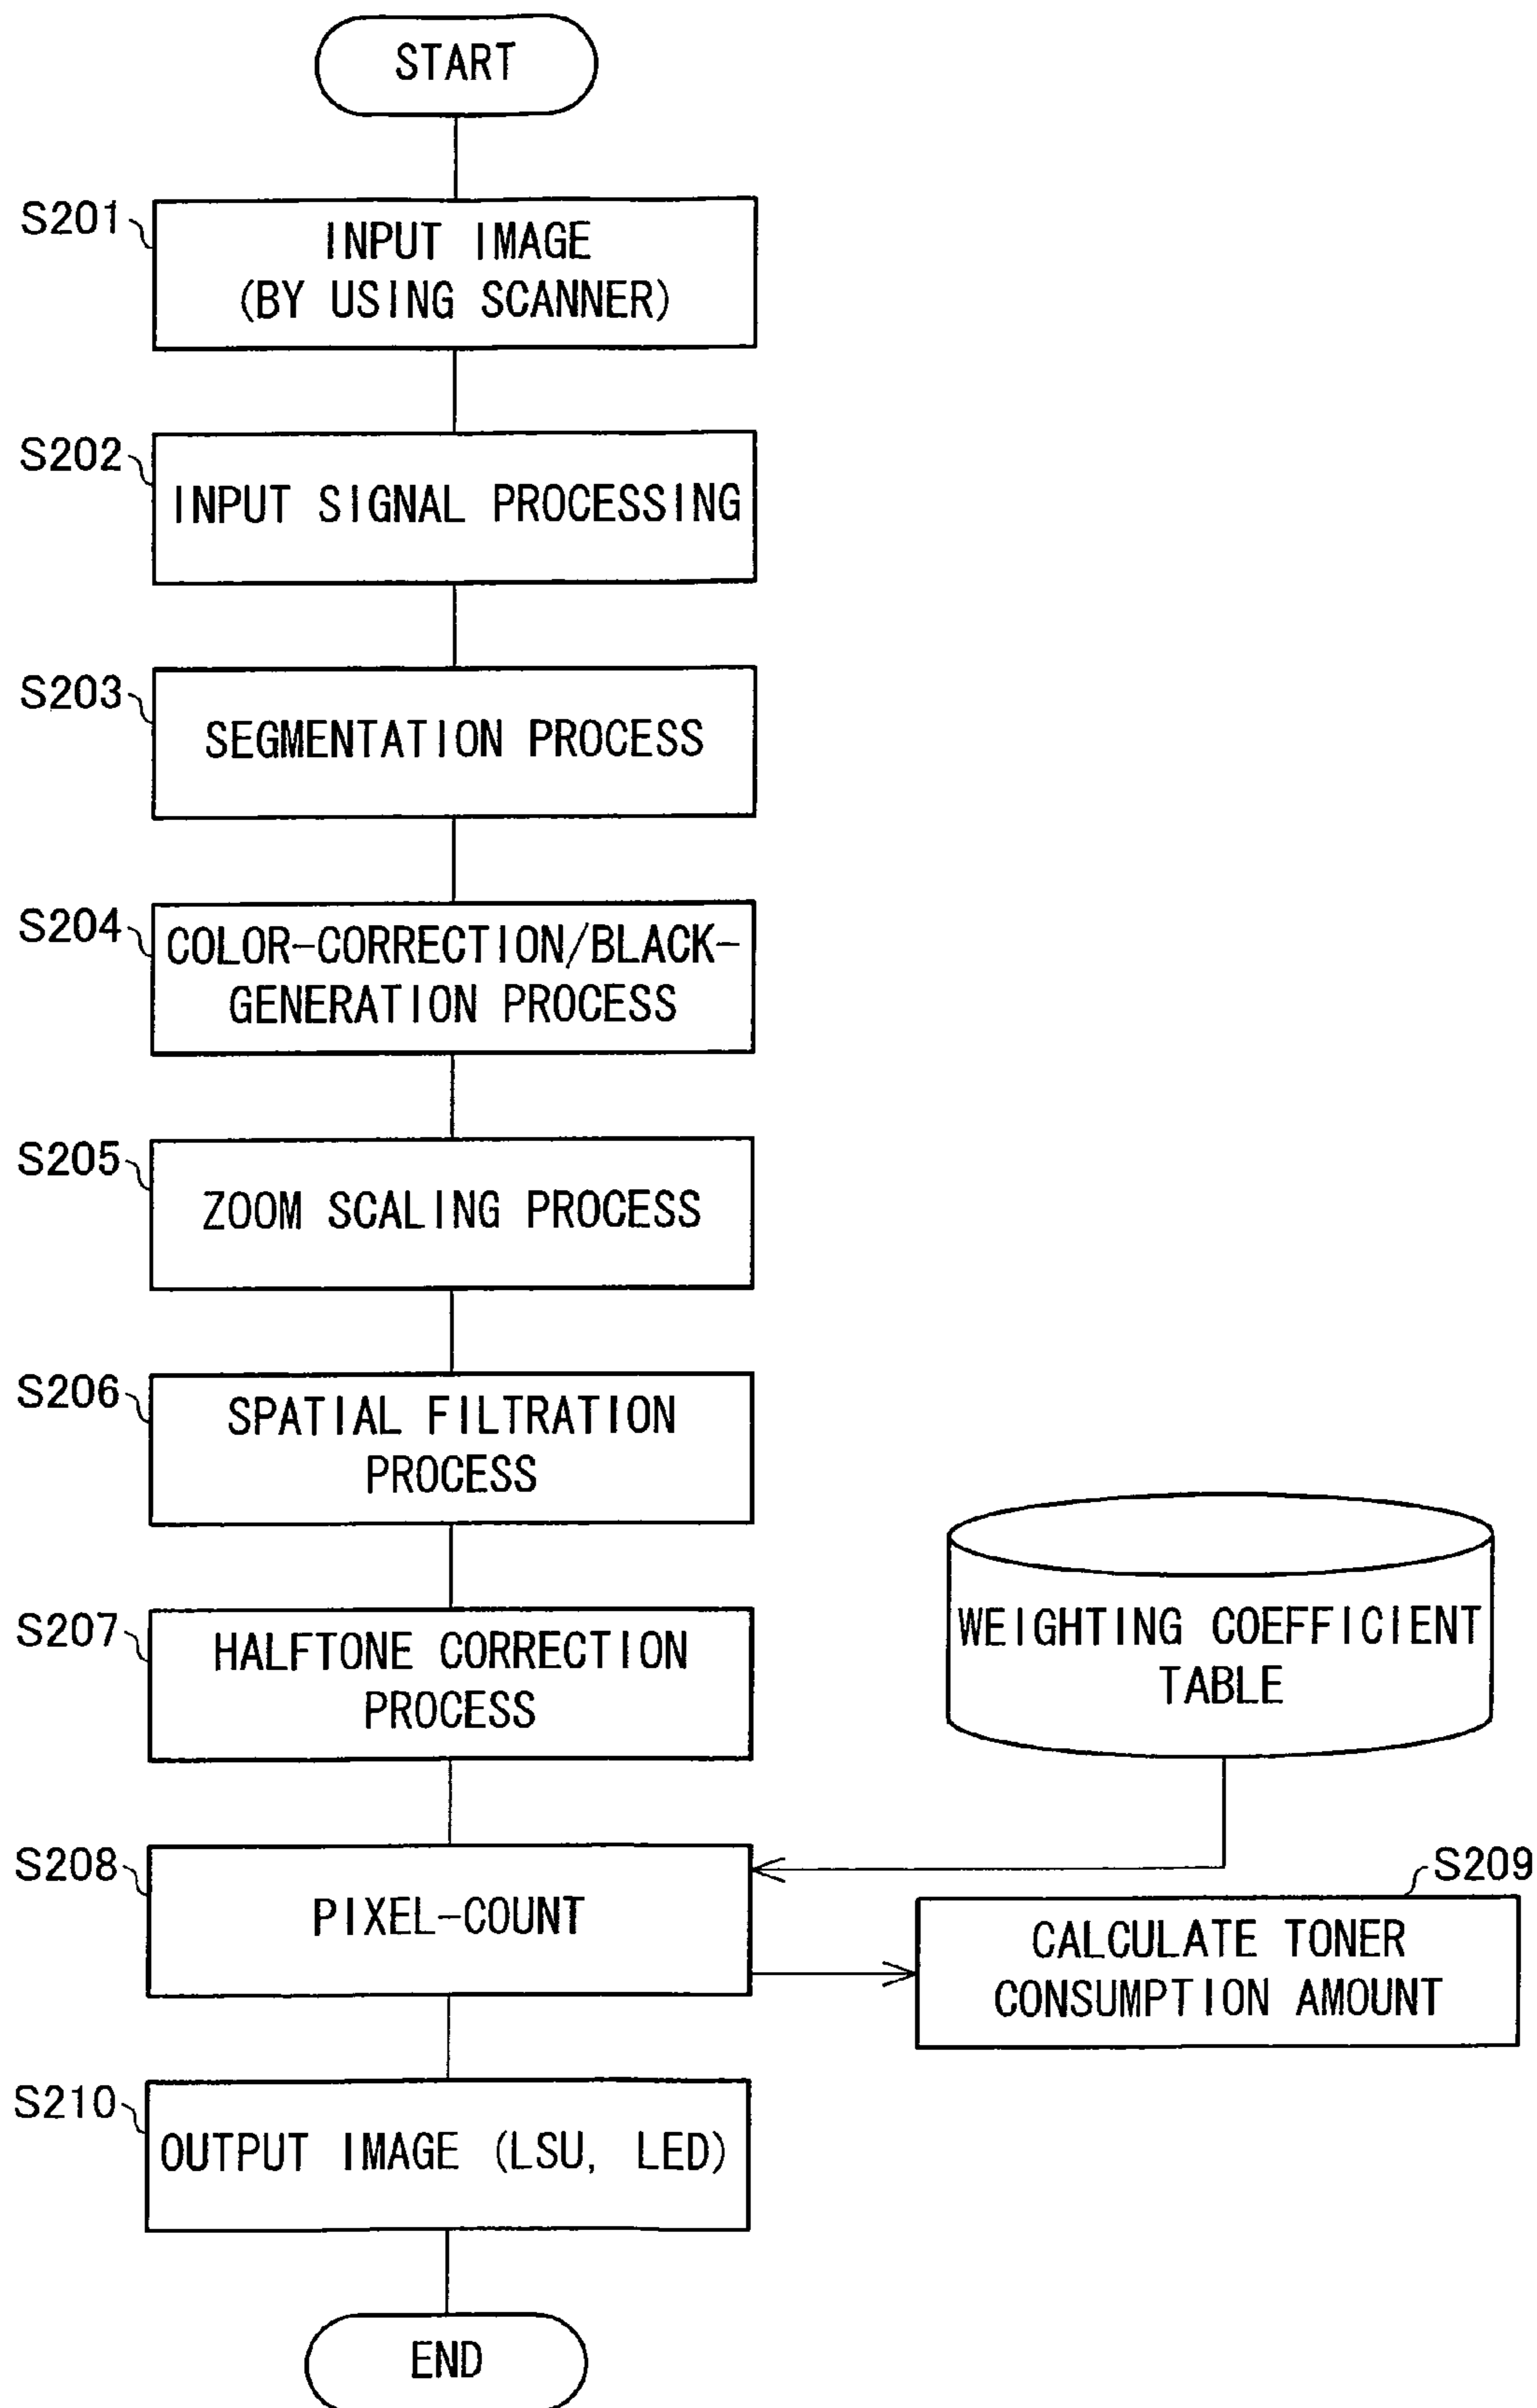 START
S201
INPUT IMAGE
(BY USING SCANNER)
S202
INPUT SIGNAL PROCESSING
S203
SEGMENTATION PROCESS
S204
COLOR-CORRECTION/BLACK-
GENERATION PROCESS
S205
ZOOM SCALING PROCESS
S206
SPATIAL FILTRATION
PROCESS
S207
HALFTONE CORRECTION
PROCESS
WEIGHTING COEFFICIENT
TABLE
S208
PIXEL-COUNT
S209
CALCULATE TONER
CONSUMPTION AMOUNT
S210
OUTPUT IMAGE (LSU, LED)
END